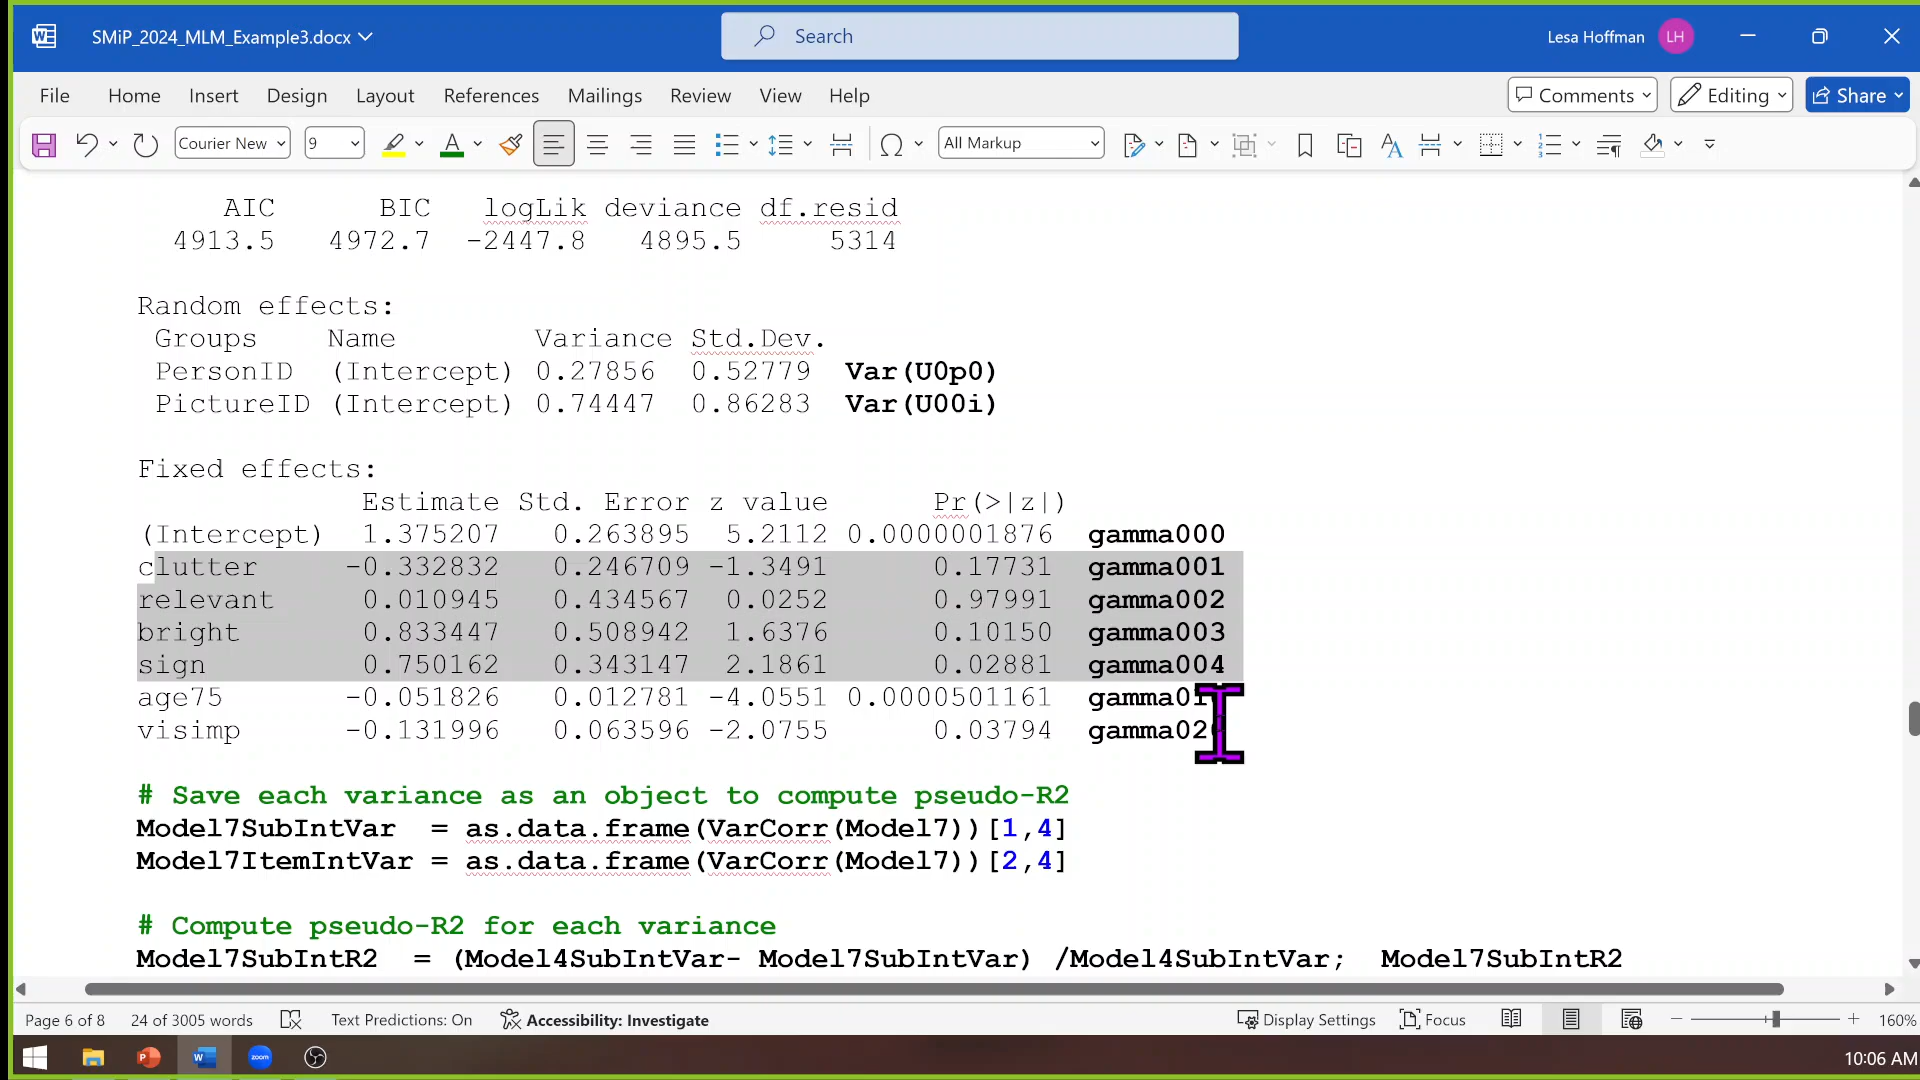 SMiP_2024_MLM_Example3.docx
Search
Lesa Hoffman LH
File Home Insert Design Layout References Mailings Review View Help
Comments Editing Share
Courier New 9 All Markup
AIC BIC logLik deviance df.resid
4913.5 4972.7 -2447.8 4895.5 5314
Random effects:
Groups Name Variance Std.Dev.
PersonID (Intercept) 0.27856 0.52779 Var(U0p0)
PictureID (Intercept) 0.74447 0.86283 Var(U00i)
Fixed effects:
Estimate Std. Error z value Pr(>|z|)
(Intercept) 1.375207 0.263895 5.2112 0.0000001876 gamma000
clutter -0.332832 0.246709 -1.3491 0.17731 gamma001
relevant 0.010945 0.434567 0.0252 0.97991 gamma002
bright 0.833447 0.508942 1.6376 0.10150 gamma003
sign 0.750162 0.343147 2.1861 0.02881 gamma004
age75 -0.051826 0.012781 -4.0551 0.0000501161
visimp -0.131996 0.063596 -2.0755 0.03794
# Save each variance as an object to compute pseudo-R2
Model7SubIntVar = as.data.frame(VarCorr(Model7))[1,4]
Model7ItemIntVar = as.data.frame(VarCorr(Model7))[2,4]
# Compute pseudo-R2 for each variance
Model7SubIntR2 = (Model4SubIntVar- Model7SubIntVar) /Model4SubIntVar; Model7SubIntR2
Page 6 of 8 24 of 3005 words Text Predictions: On Accessibility: Investigate Display Settings Focus 160%
zoom
10:06 AM